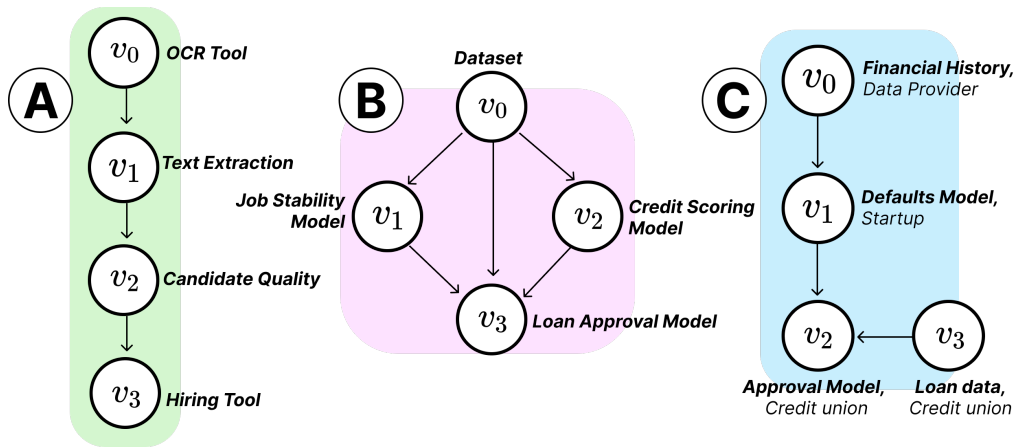 A
v0
OCR Tool
v1
Text Extraction
v2
Candidate Quality
v3
Hiring Tool
B
Dataset
v0
Job Stability
Model
v1
v2
Credit Scoring
Model
v3
Loan Approval Model
C
v0
Financial History,
Data Provider
v1
Defaults Model,
Startup
v2
v3
Approval Model,
Credit union
Loan data,
Credit union